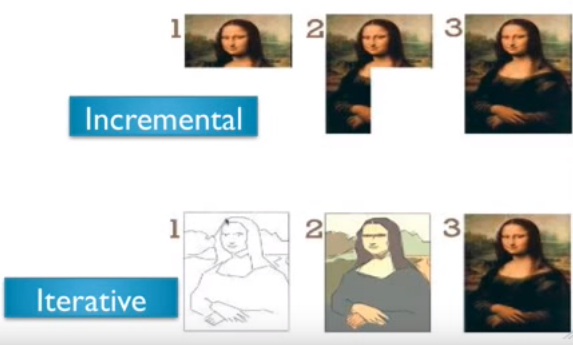 1 2 3
Incremental
1 2 3
Iterative